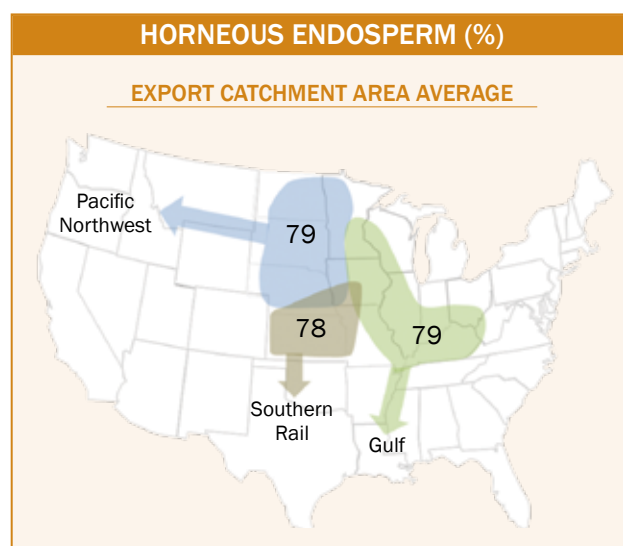 HORNEOUS ENDOSPERM (%)
EXPORT CATCHMENT AREA AVERAGE
Pacific
Northwest
79
78
79
Southern
Rail
Gulf